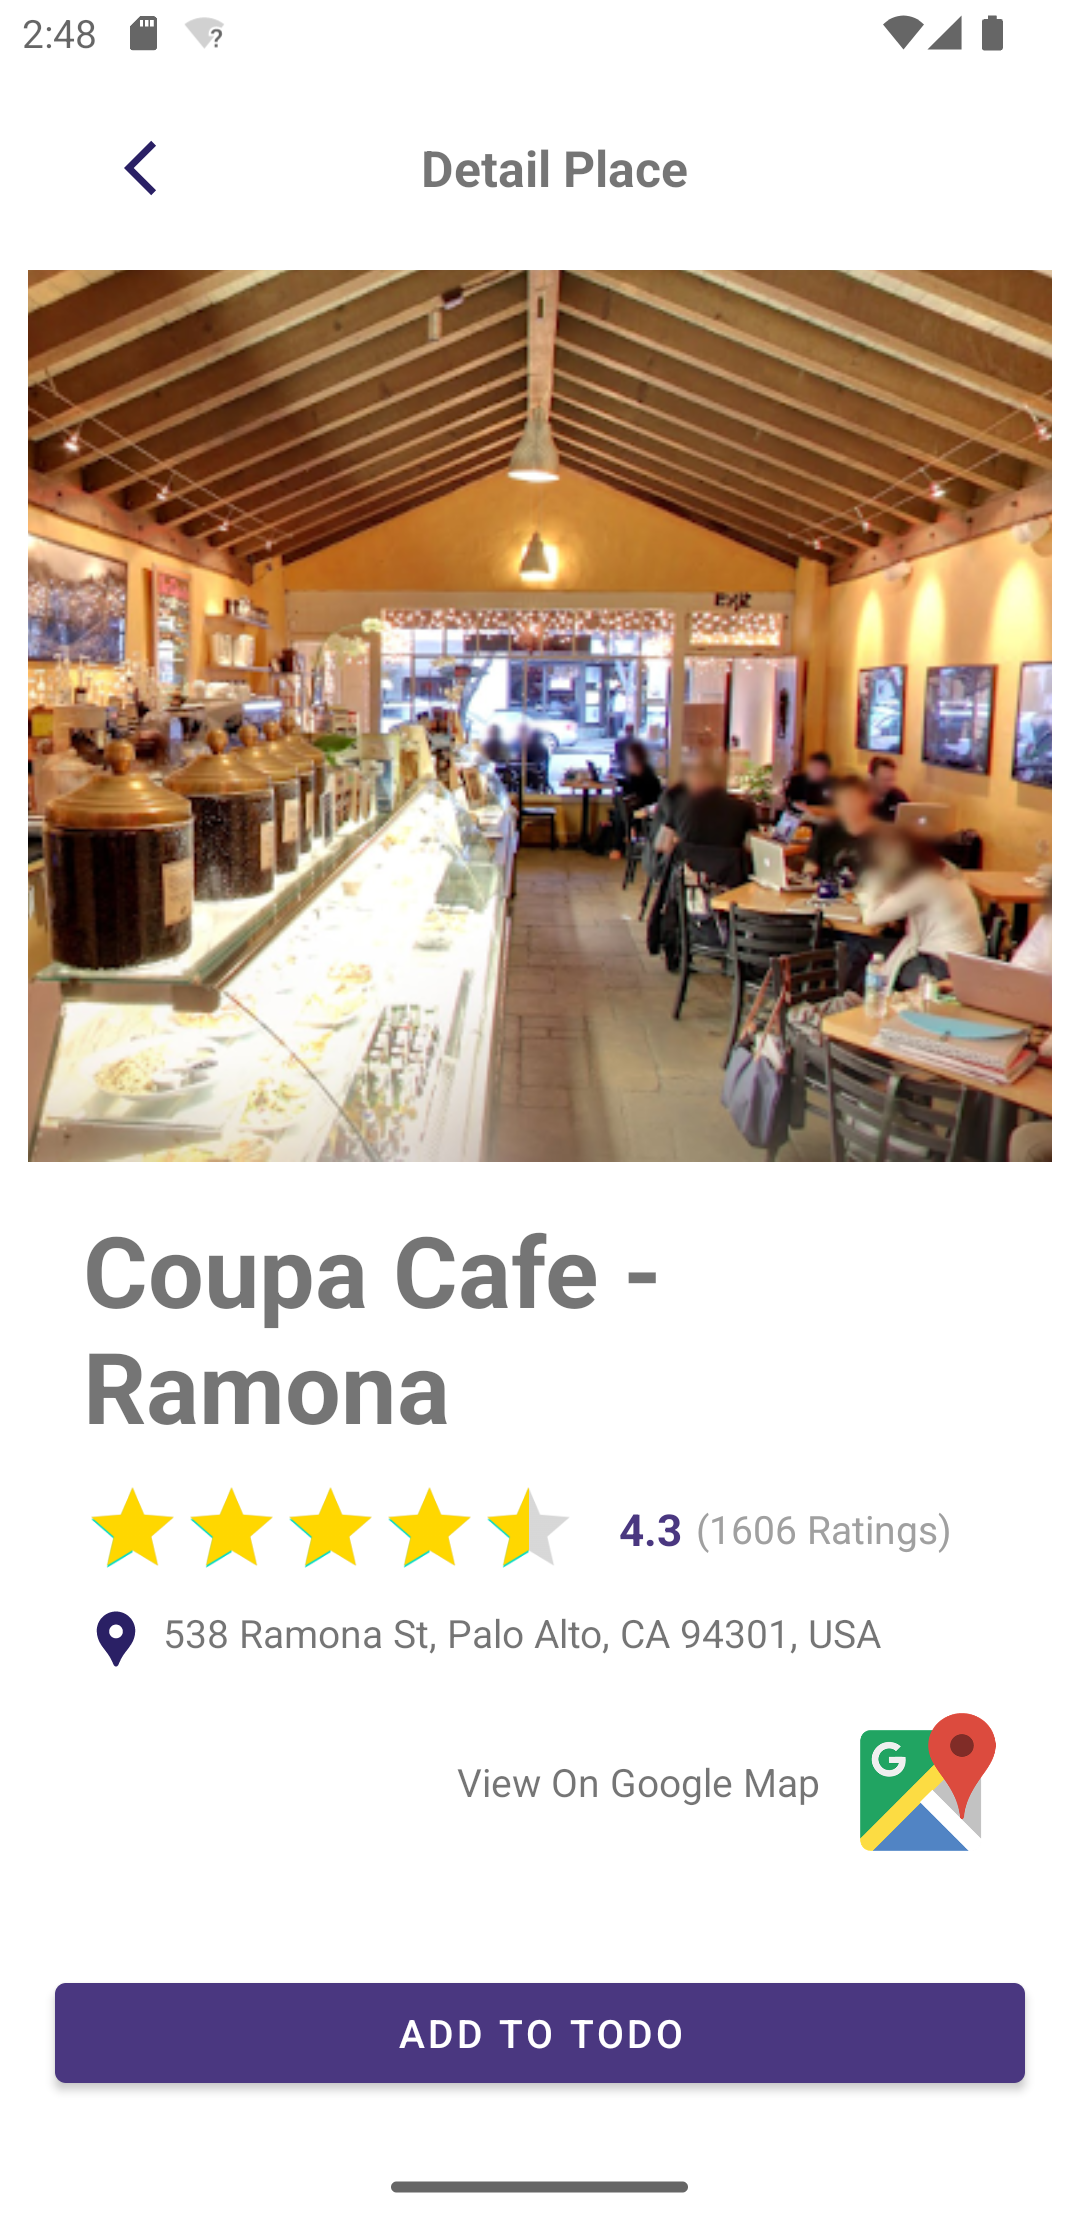 2:48
Detail Place
EXIT
Coupa Cafe -
Ramona
4.3 (1606 Ratings)
538 Ramona St, Palo Alto, CA 94301, USA
View On Google Map
G
ADD TO TODO